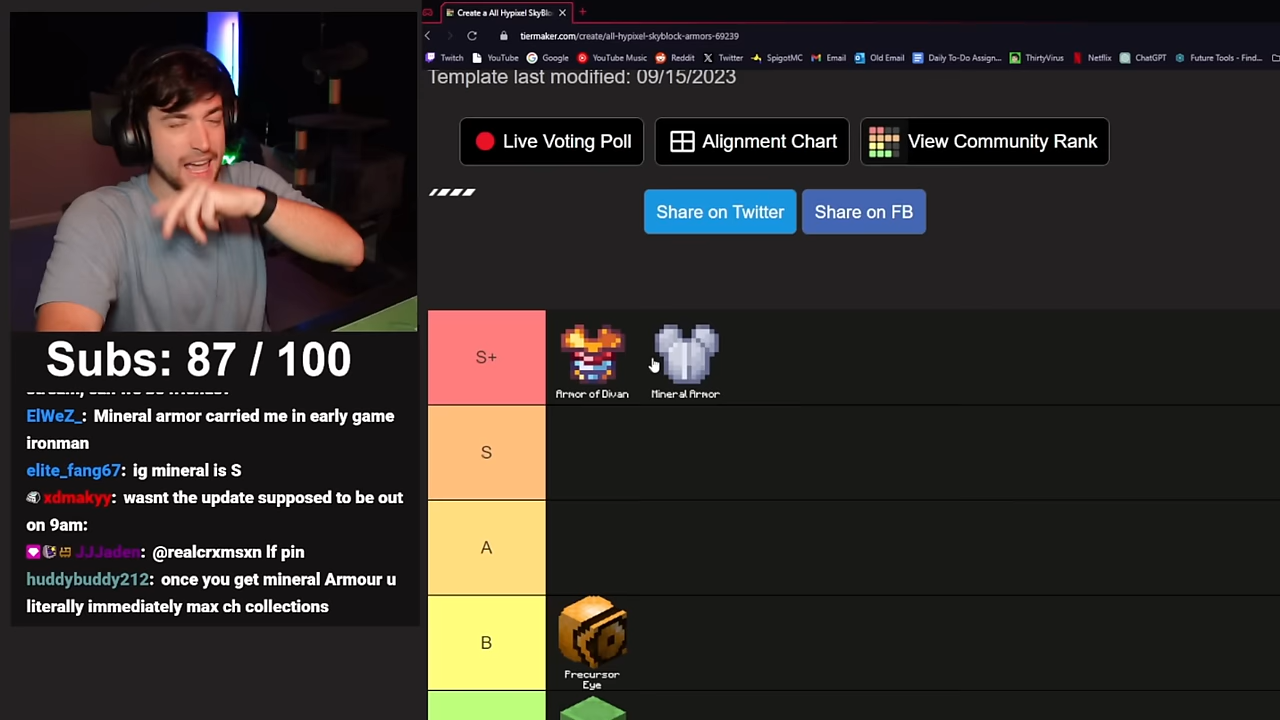 Create a All Hypixel SkyBlo
tiermaker.com/create/all-hypixel-skyblock-armors-69239
Twitch YouTube Google YouTube Music Reddit Twitter SpigotMC Email Old Email Daily To-Do Assign... ThirtyVirus Netflix ChatGPT Future Tools - Find...
Template last modified: 09/15/2023
Live Voting Poll Alignment Chart View Community Rank
Share on Twitter Share on FB
S+
Armor of Divan Mineral Armor
S
A
B
Precursor
Eye
Subs: 87 / 100
ElWeZ_: Mineral armor carried me in early game
ironman
elite_fang67: ig mineral is S
xdmakyy: wasnt the update supposed to be out
on 9am:
JJJaden: @realcrxmsxn lf pin
huddybuddy212: once you get mineral Armour u
literally immediately max ch collections